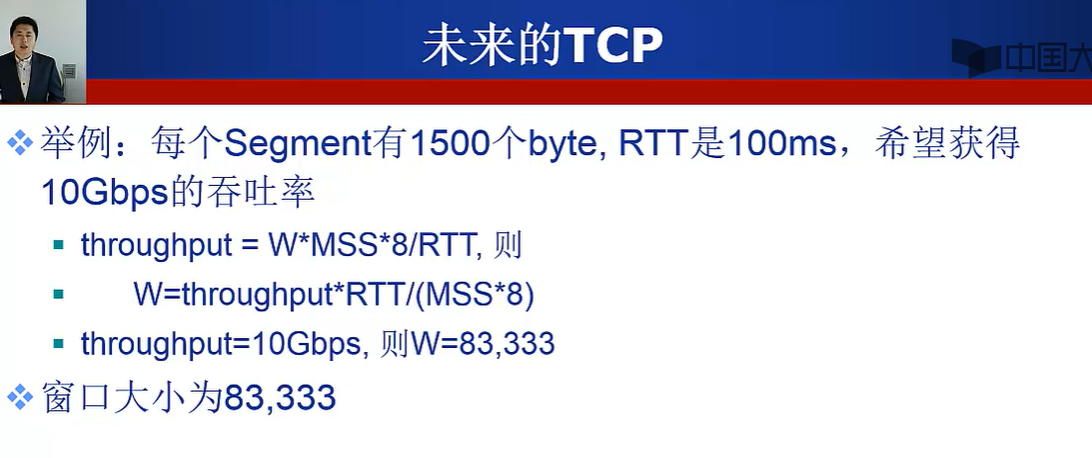 未来的TCP
中国大
举例：每个Segment有1500个byte, RTT是100ms，希望获得
10Gbps的吞吐率
throughput = W*MSS*8/RTT, 则
W=throughput*RTT/(MSS*8)
throughput=10Gbps, 则W=83,333
窗口大小为83,333